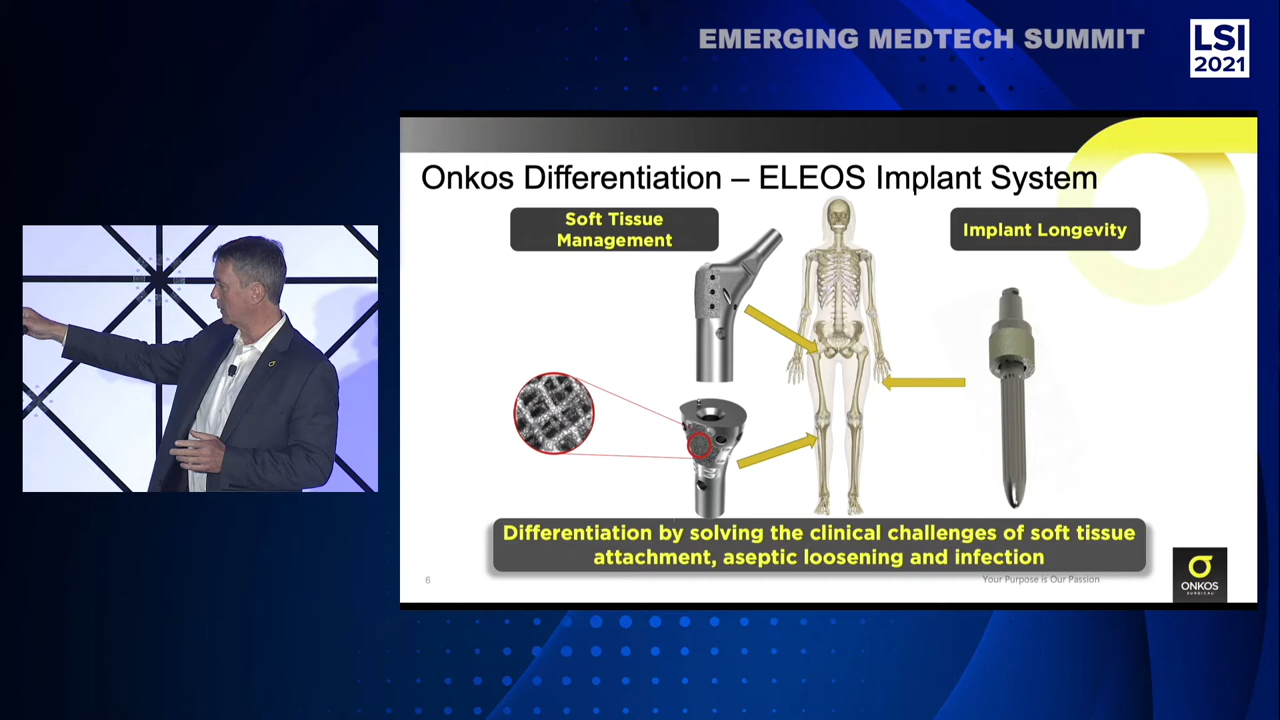 EMERGING MEDTECH SUMMIT
LSI
2021
Onkos Differentiation – ELEOS Implant System
Soft Tissue
Management
Implant Longevity
Differentiation by solving the clinical challenges of soft tissue
attachment, aseptic loosening and infection
6
Your Purpose is Our Passion
ONKOS
SURGICAL